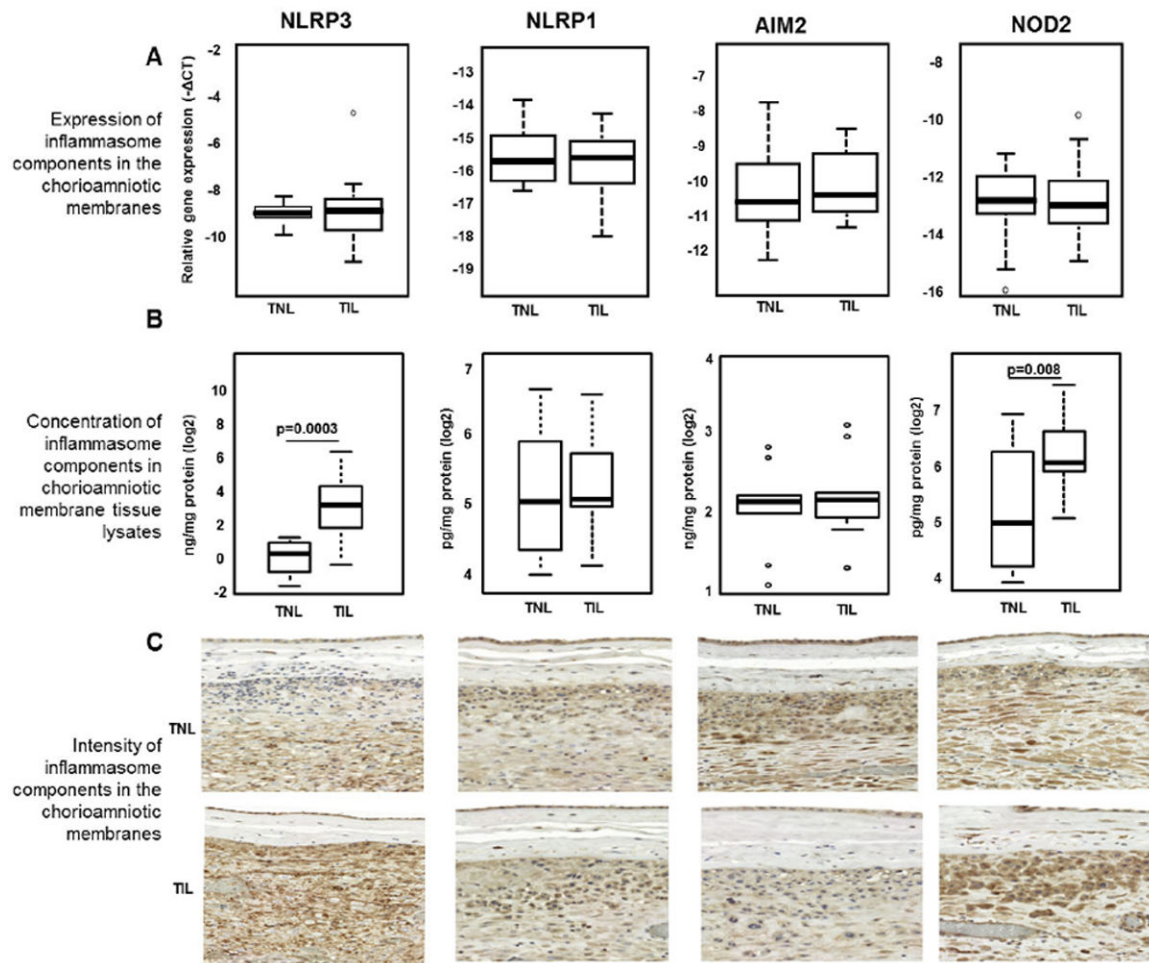 NLRP3 NLRP1 AIM2 NOD2
A
Expression of
inflammasome
components in the
chorioamniotic
membranes
Relative gene expression (-ΔCT)
-2
-4
-6
-8
-10
TNL TIL
-13
-14
-15
-16
-17
-18
-19
TNL TIL
-7
-8
-9
-10
-11
-12
TNL TIL
-8
-10
-12
-14
-16
TNL TIL
B
Concentration of
inflammasome
components in
chorioamniotic
membrane tissue
lysates
ng/mg protein (log2)
10
8
6
4
2
0
-2
p=0.0003
TNL TIL
pg/mg protein (log2)
7
6
5
4
TNL TIL
ng/mg protein (log2)
4
3
2
1
TNL TIL
pg/mg protein (log2)
7
6
5
4
p=0.008
TNL TIL
C
Intensity of
inflammasome
components in the
chorioamniotic
membranes
TNL
TIL